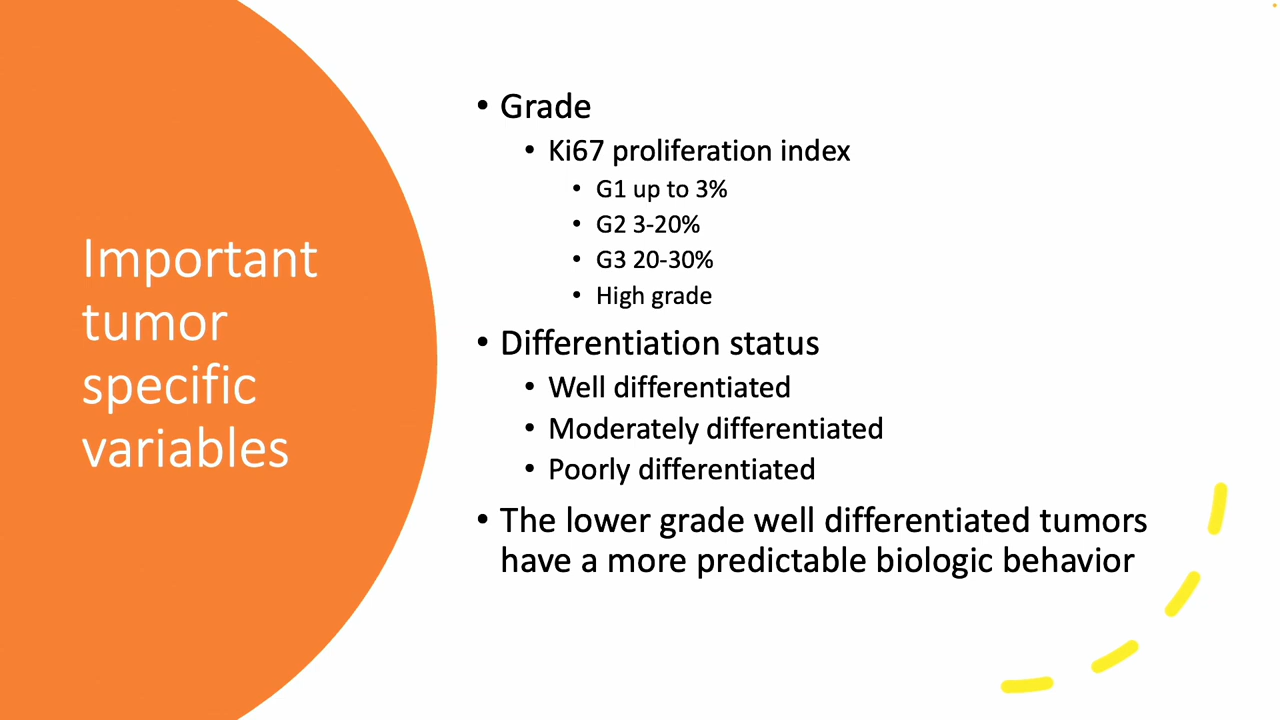 Important
tumor
specific
variables
• Grade
• Ki67 proliferation index
• G1 up to 3%
• G2 3-20%
• G3 20-30%
• High grade
• Differentiation status
• Well differentiated
• Moderately differentiated
• Poorly differentiated
• The lower grade well differentiated tumors
have a more predictable biologic behavior